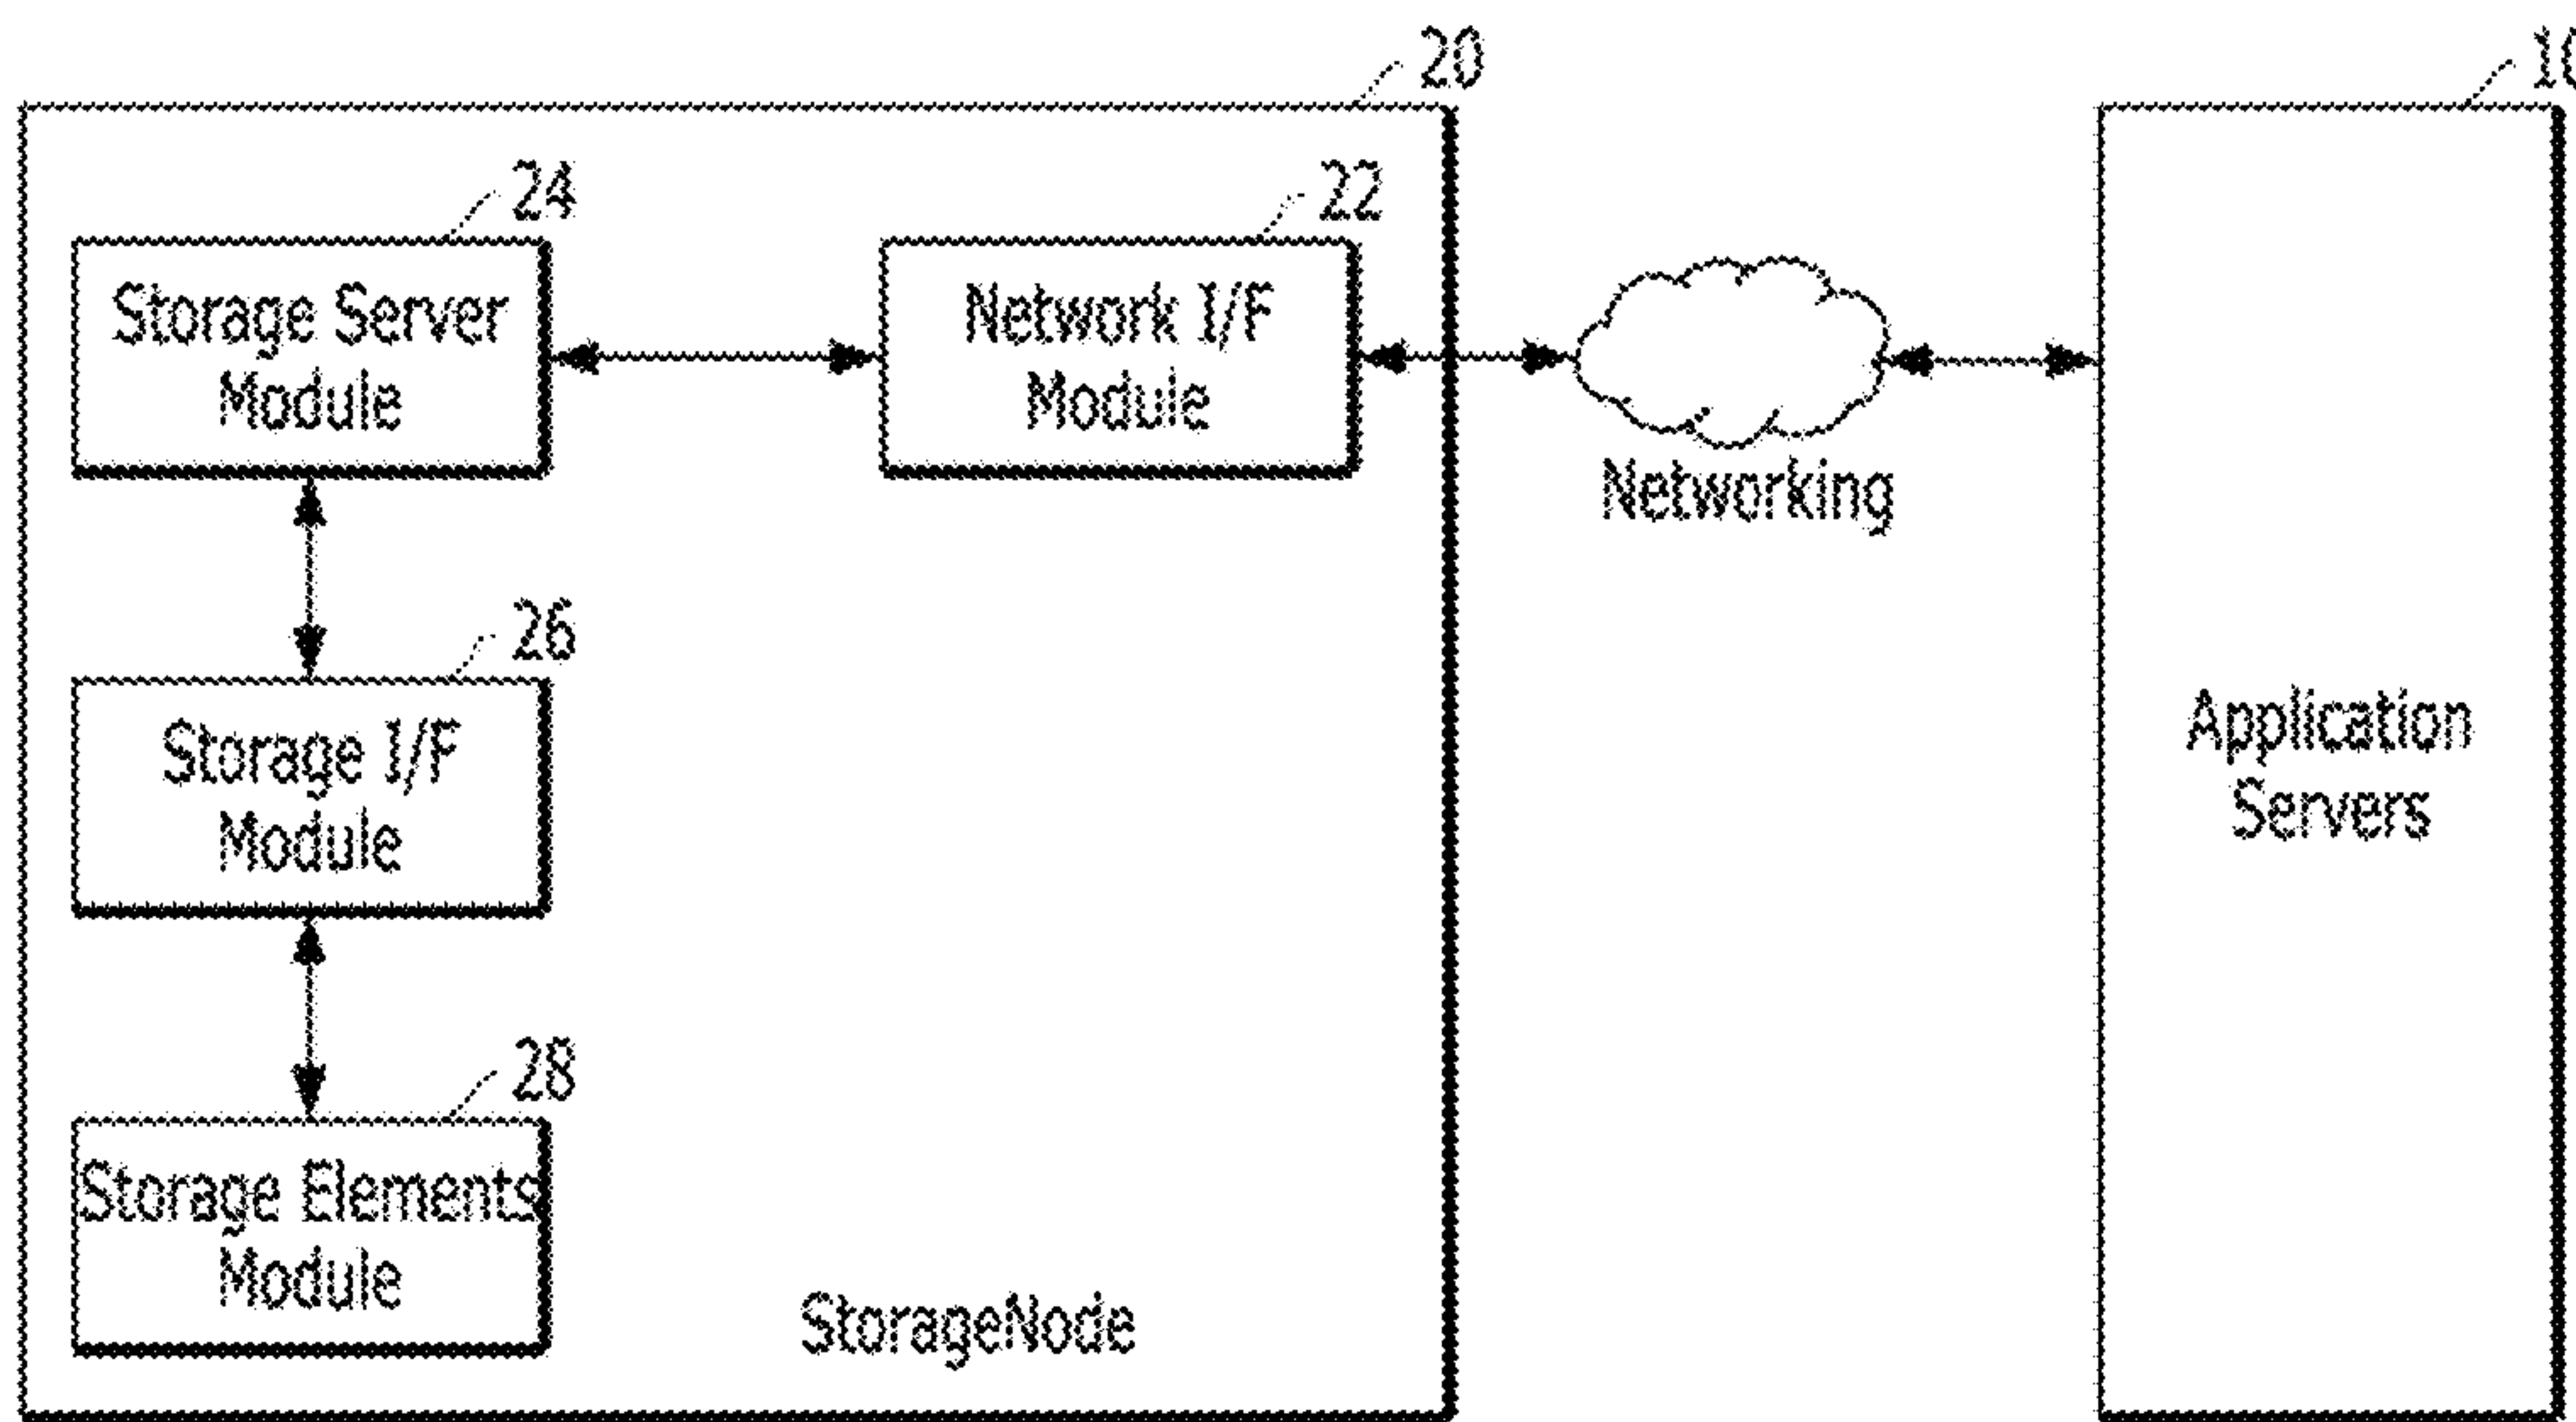 20
10
24
22
Storage Server
Module
Network I/F
Module
Networking
26
Storage I/F
Module
Application
Servers
28
Storage Elements
Module
StorageNode